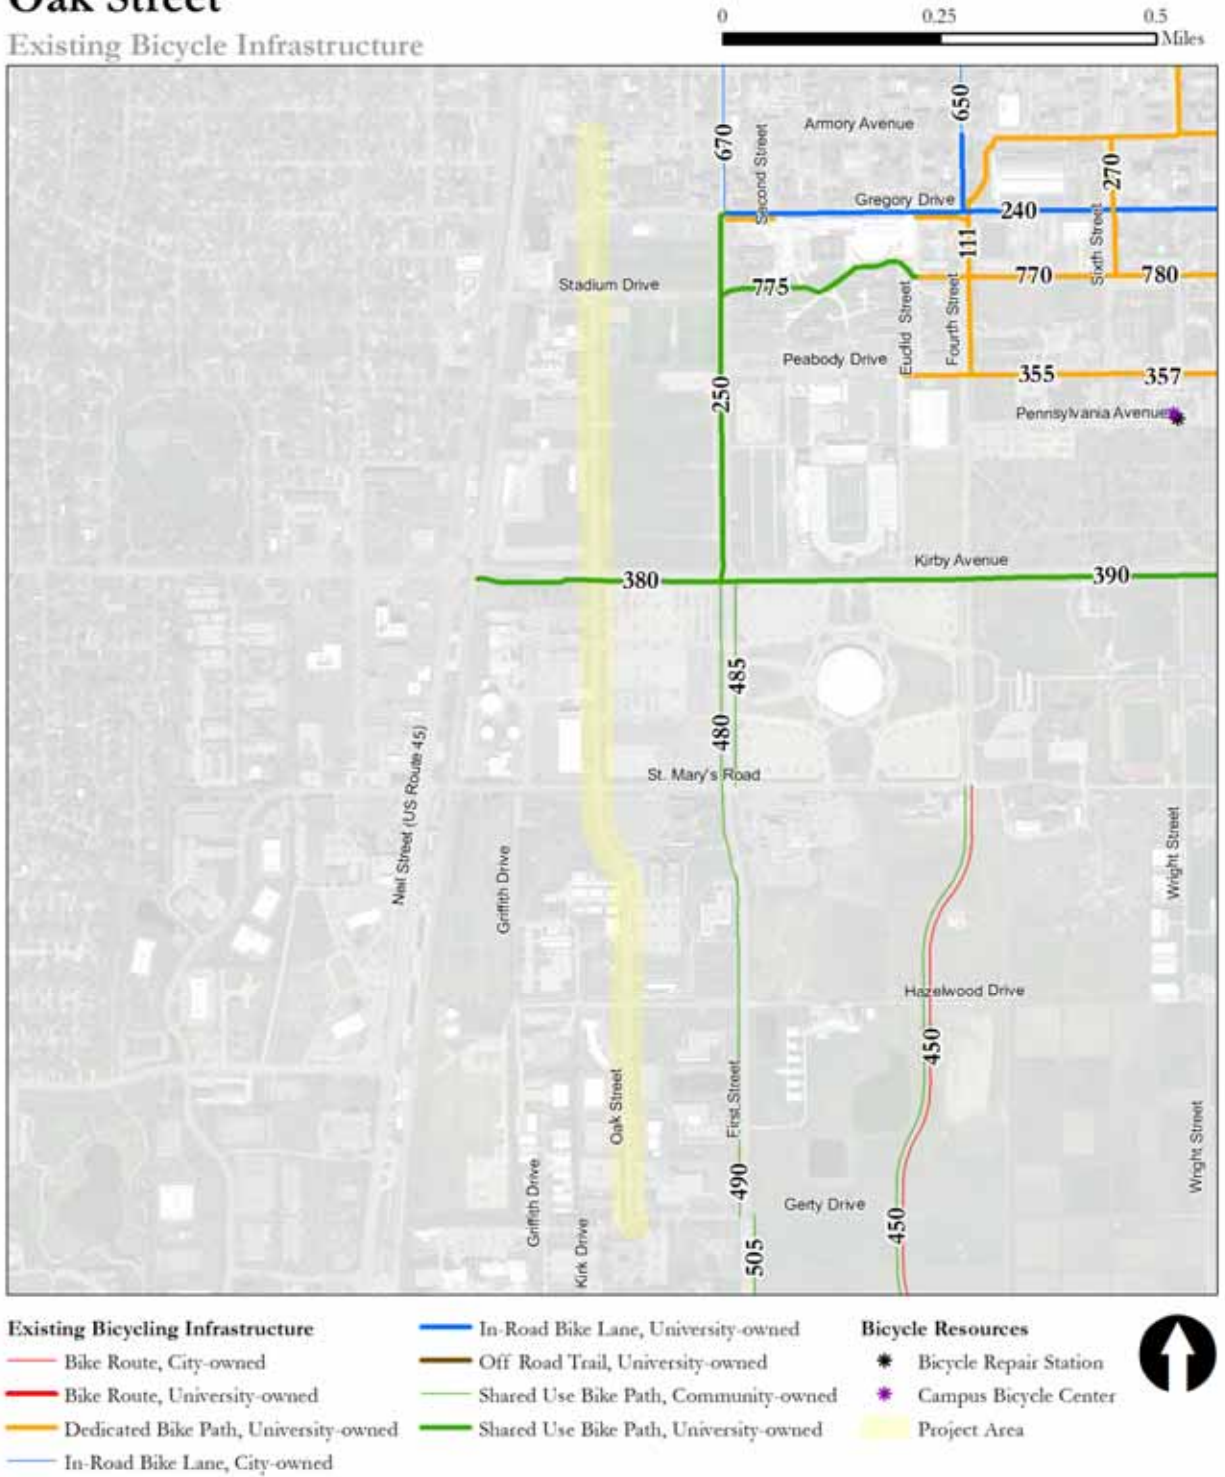 Oak Street
Existing Bicycle Infrastructure
0 0.25 0.5
Miles
670
Second Street
Armory Avenue
650
270
Gregory Drive
240
Sixth Street
111
Stadium Drive
775
770
780
Euclid Street
Fourth Street
Peabody Drive
355
357
250
Pennsylvania Avenue
Kirby Avenue
380
390
485
480
St. Mary's Road
Neil Street (US Route 45)
Griffith Drive
Wright Street
Hazelwood Drive
450
Oak Street
First Street
Wright Street
Griffith Drive
Kirk Drive
490
Gerty Drive
450
505
Existing Bicycling Infrastructure
Bike Route, City-owned
Bike Route, University-owned
Dedicated Bike Path, University-owned
In-Road Bike Lane, City-owned
In-Road Bike Lane, University-owned
Off Road Trail, University-owned
Shared Use Bike Path, Community-owned
Shared Use Bike Path, University-owned
Bicycle Resources
Bicycle Repair Station
Campus Bicycle Center
Project Area